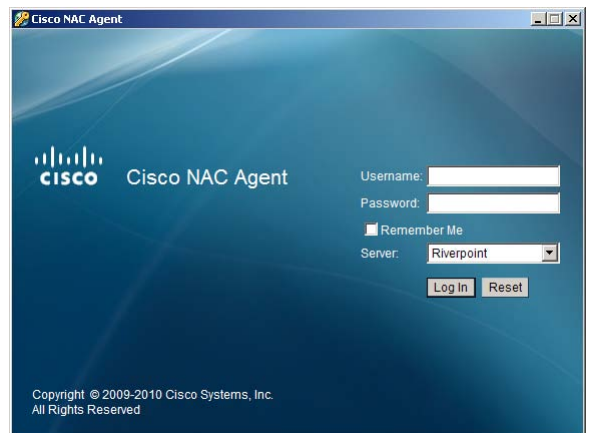 Cisco NAC Agent
CISCO
Cisco NAC Agent
Username:
Password:
Remember Me
Server: Riverpoint
Log In Reset
Copyright © 2009-2010 Cisco Systems, Inc.
All Rights Reserved